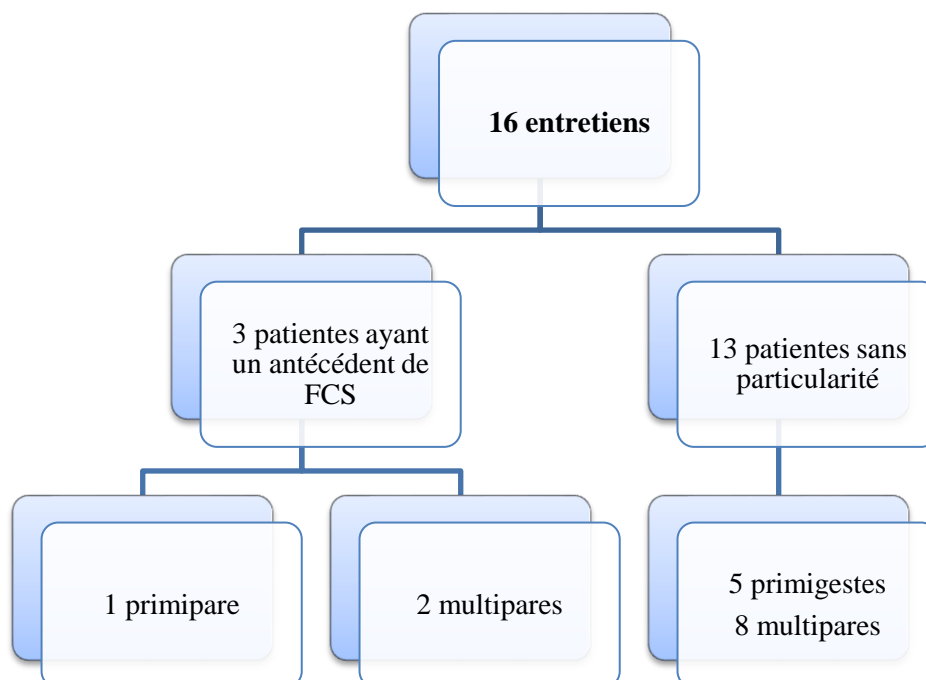 16 entretiens
3 patientes ayant
un antécédent de
FCS
13 patientes sans
particularité
1 primipare
2 multipares
5 primigestes
8 multipares